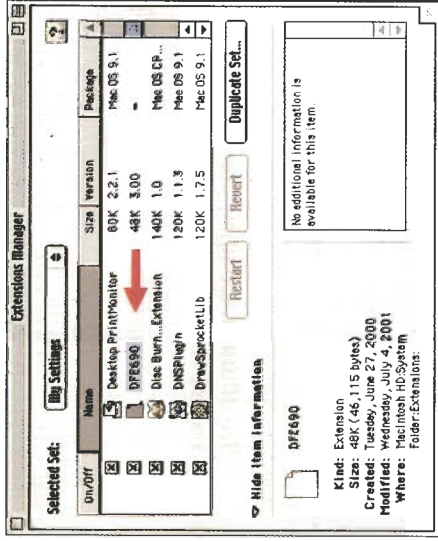 Extensions Manager
Selected Set: My Settings
On/Off Name Size Version Package
Desktop PrintMonitor 80K 2.2.1 Mac OS 9.1
DFE690 48K 3.00 -
Disc Burn...Extension 140K 1.0 Mac OS CP...
DNSPlugin 120K 1.1.3 Mac OS 9.1
DrawSprocketLib 120K 1.7.5 Mac OS 9.1
Hide Item Information
Restart
Revert
Duplicate Set...
DFE690
Kind: Extension
Size: 48K (46,115 bytes)
Created: Tuesday, June 27, 2000
Modified: Wednesday, July 4, 2001
Where: Macintosh HD:System
Folder:Extensions:
No additional information is
available for this item.